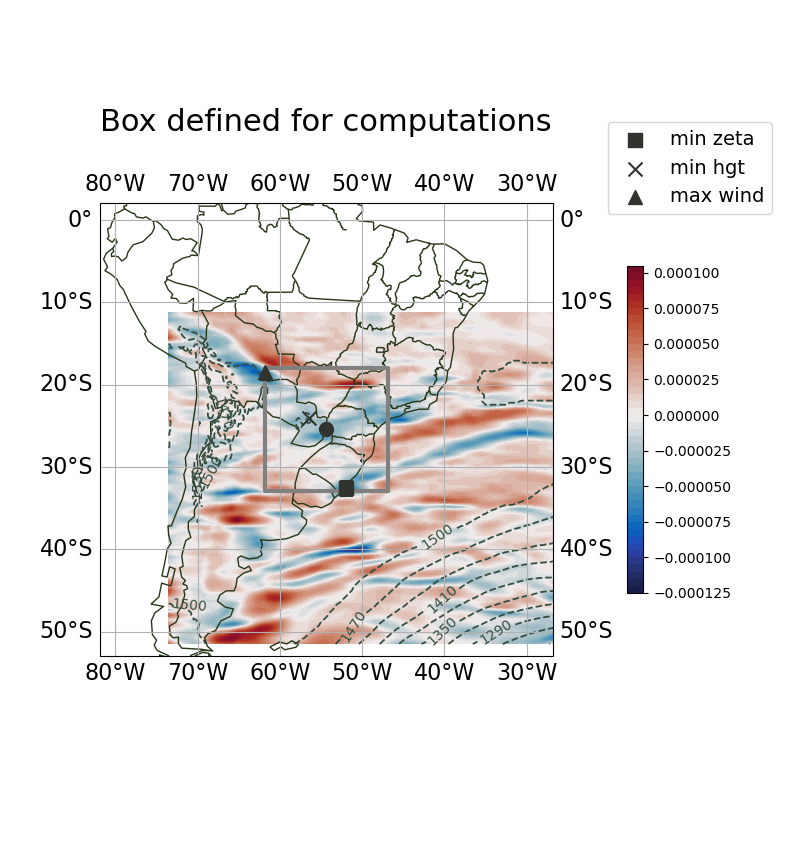 Box defined for computations
min zeta
min hgt
max wind
80°W 70°W 60°W 50°W 40°W 30°W
0° 0°
10°S 10°S
20°S 20°S
30°S 30°S
40°S 40°S
50°S 50°S
80°W 70°W 60°W 50°W 40°W 30°W
1500
1500
1500
1470
1410
1350
1290
0.000100
0.000075
0.000050
0.000025
0.000000
−0.000025
−0.000050
−0.000075
−0.000100
−0.000125